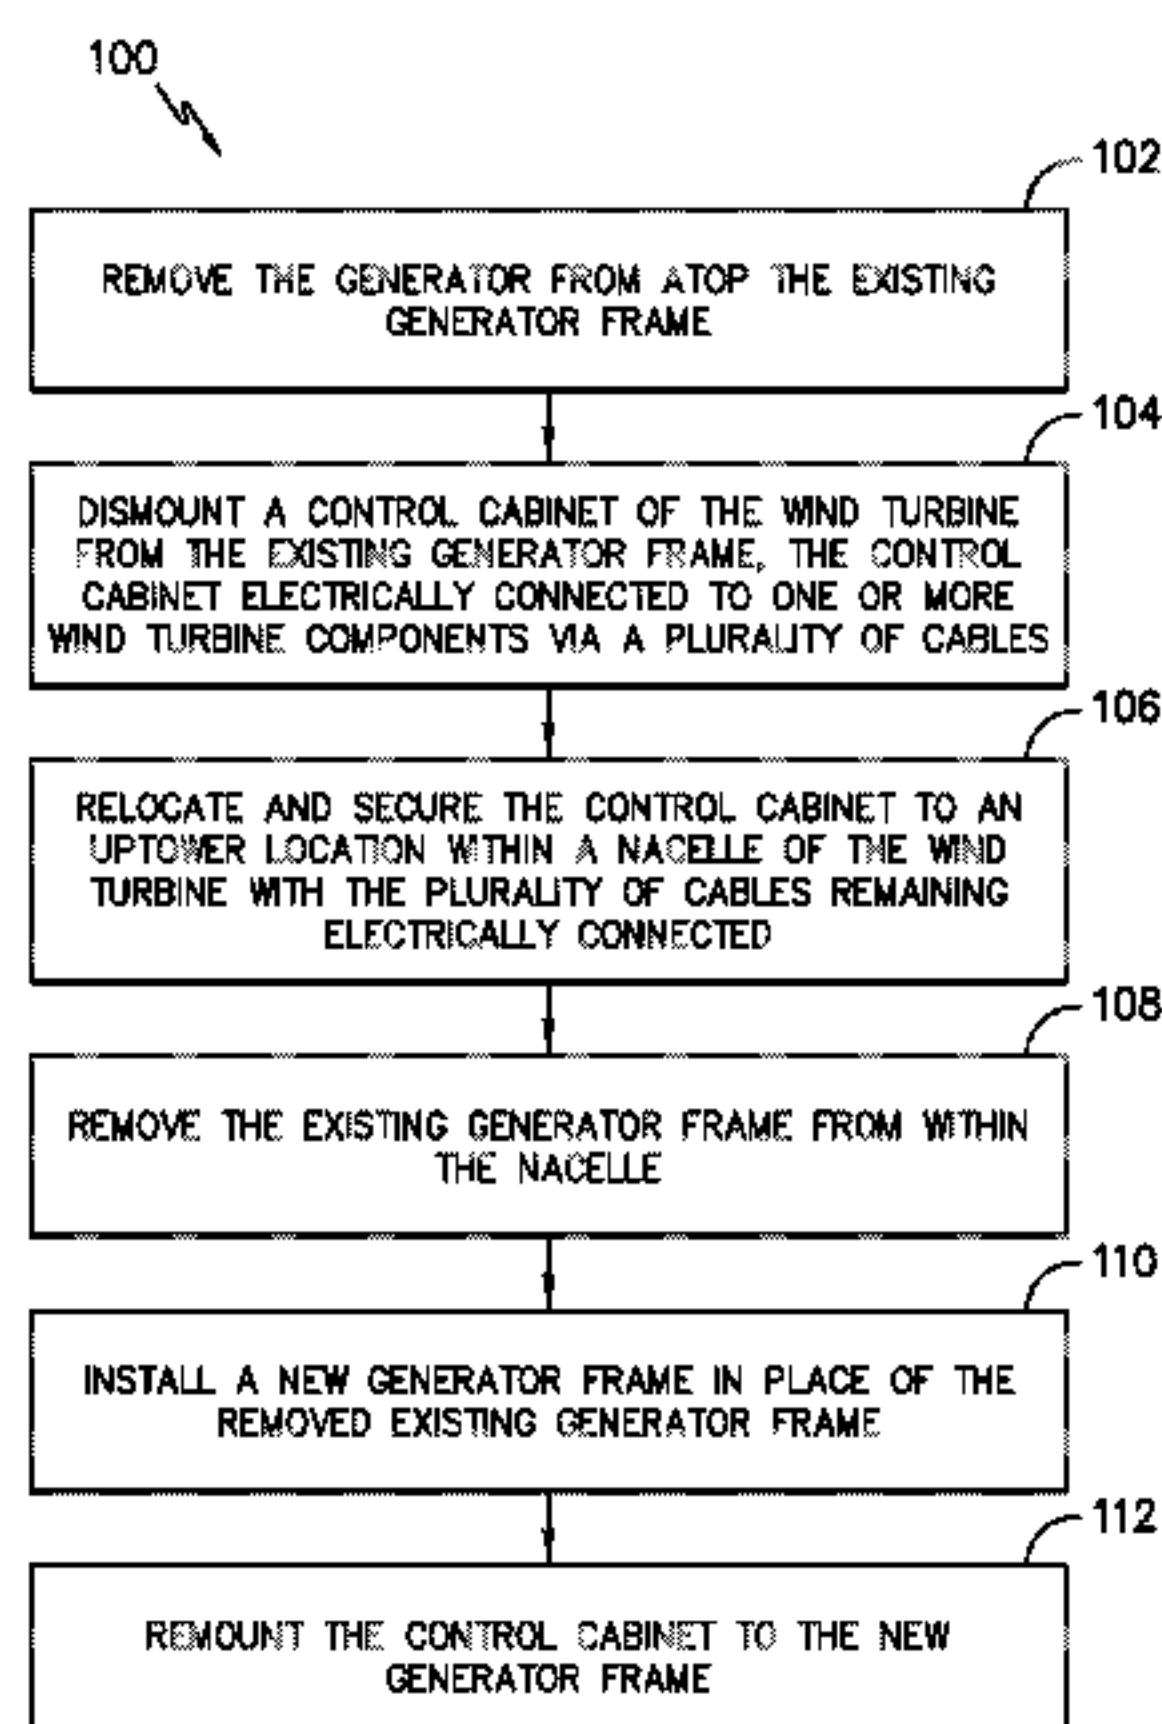 100
102
REMOVE THE GENERATOR FROM ATOP THE EXISTING
GENERATOR FRAME
104
DISMOUNT A CONTROL CABINET OF THE WIND TURBINE
FROM THE EXISTING GENERATOR FRAME, THE CONTROL
CABINET ELECTRICALLY CONNECTED TO ONE OR MORE
WIND TURBINE COMPONENTS VIA A PLURALITY OF CABLES
106
RELOCATE AND SECURE THE CONTROL CABINET TO AN
UPTOWER LOCATION WITHIN A NACELLE OF THE WIND
TURBINE WITH THE PLURALITY OF CABLES REMAINING
ELECTRICALLY CONNECTED
108
REMOVE THE EXISTING GENERATOR FRAME FROM WITHIN
THE NACELLE
110
INSTALL A NEW GENERATOR FRAME IN PLACE OF THE
REMOVED EXISTING GENERATOR FRAME
112
REMOUNT THE CONTROL CABINET TO THE NEW
GENERATOR FRAME